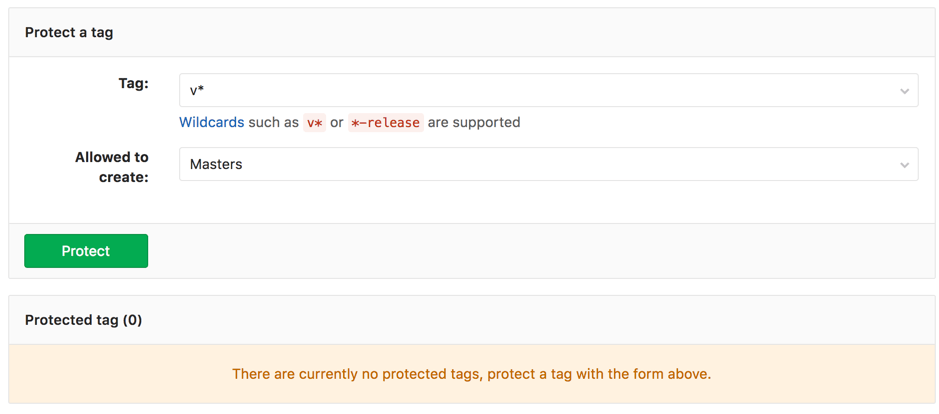 Protect a tag
Tag:
v*
Wildcards such as v* or *-release are supported
Allowed to
create:
Masters
Protect
Protected tag (0)
There are currently no protected tags, protect a tag with the form above.